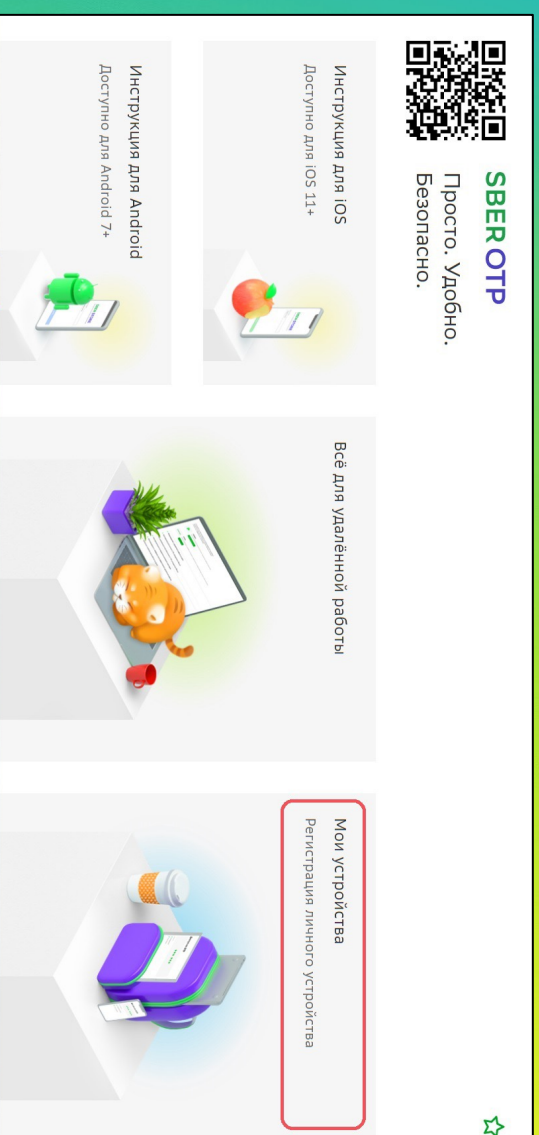 SBER OTP
Просто. Удобно.
Безопасно.
Инструкция для iOS
Доступно для iOS 11+
Инструкция для Android
Доступно для Android 7+
Всё для удалённой работы
Мои устройства
Регистрация личного устройства